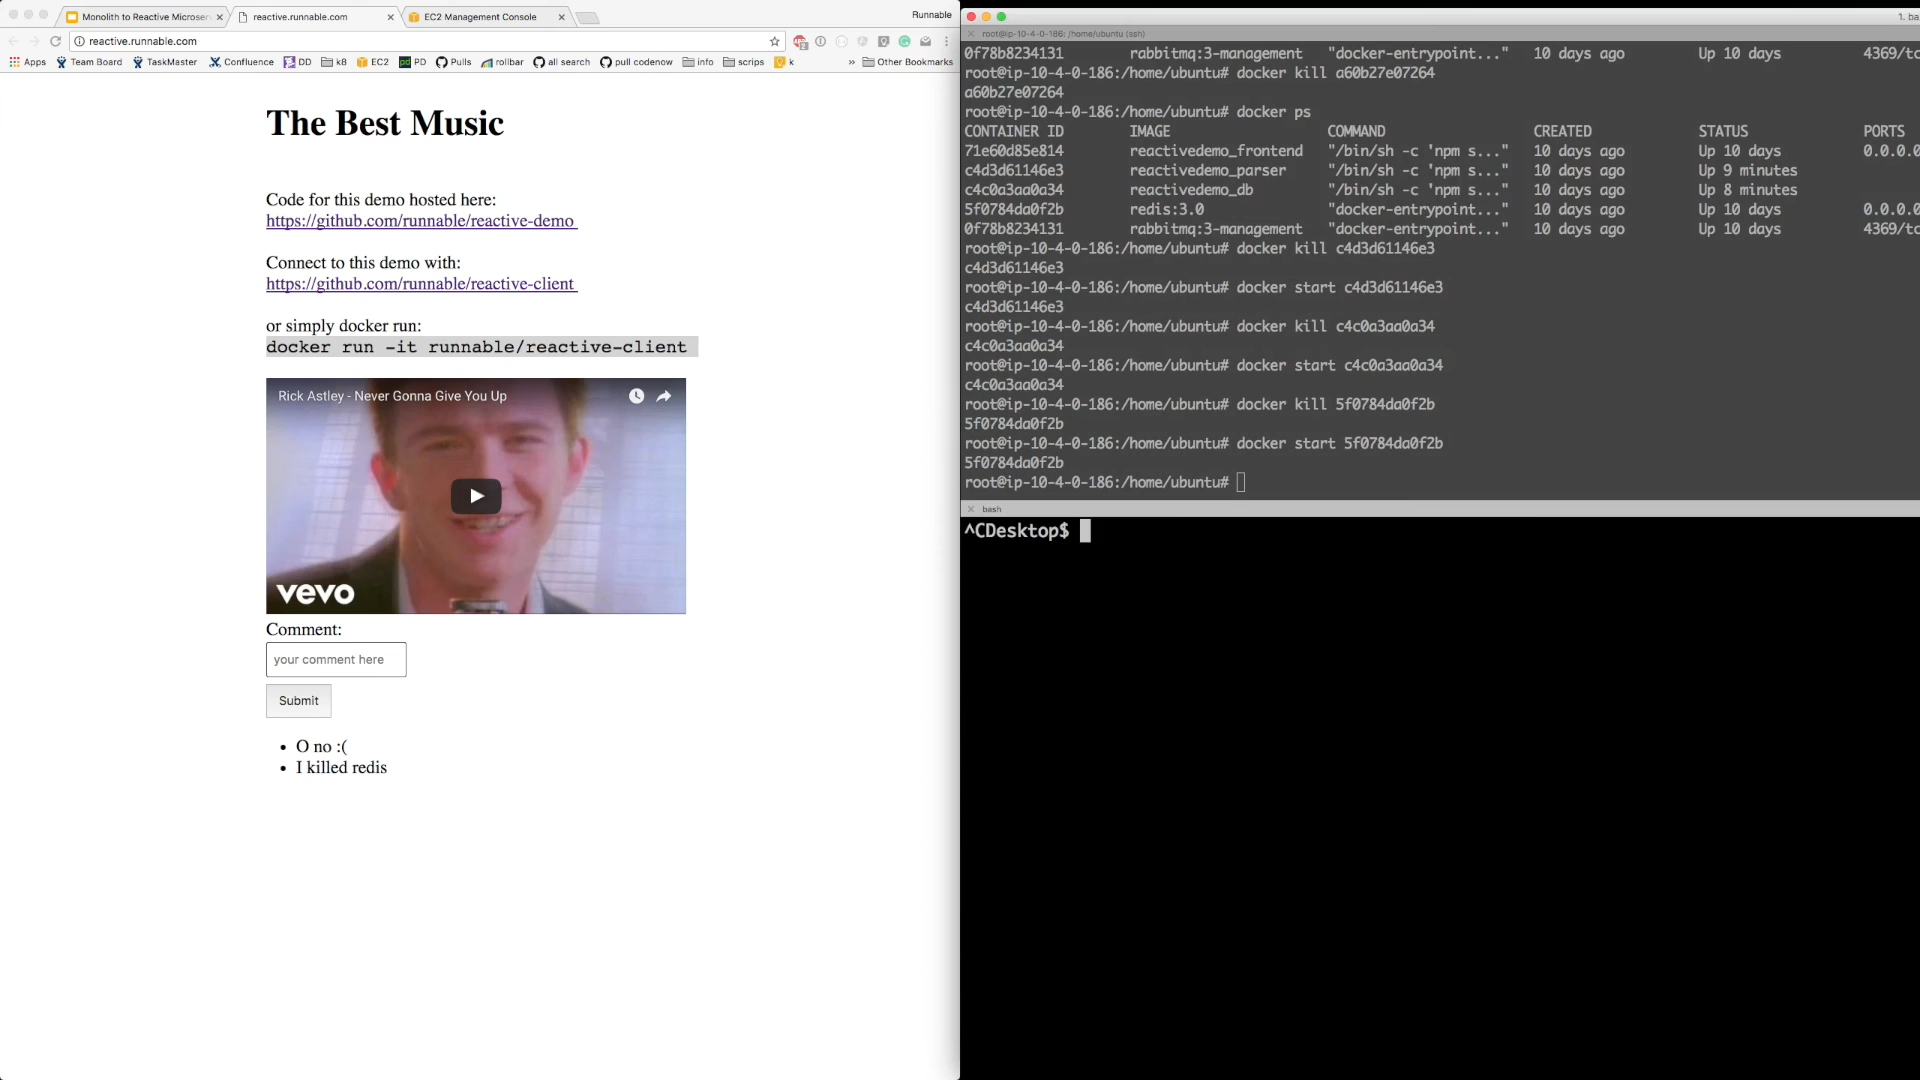 Monolith to Reactive Microser
reactive.runnable.com
EC2 Management Console
Runnable
reactive.runnable.com
Apps
Team Board
TaskMaster
Confluence
DD
k8
EC2
PD
Pulls
rollbar
all search
pull codenow
info
scrips
k
»
Other Bookmarks
The Best Music
Code for this demo hosted here:
https://github.com/runnable/reactive-demo
Connect to this demo with:
https://github.com/runnable/reactive-client
or simply docker run:
docker run -it runnable/reactive-client
Rick Astley - Never Gonna Give You Up
vevo
Comment:
your comment here
Submit
• O no :(
• I killed redis
1. ba
root@ip-10-4-0-186: /home/ubuntu (ssh)
0f78b8234131 rabbitmq:3-management "docker-entrypoint..." 10 days ago Up 10 days 4369/tc
root@ip-10-4-0-186:/home/ubuntu# docker kill a60b27e07264
a60b27e07264
root@ip-10-4-0-186:/home/ubuntu# docker ps
CONTAINER ID IMAGE COMMAND CREATED STATUS PORTS
71e60d85e814 reactivedemo_frontend "/bin/sh -c 'npm s..." 10 days ago Up 10 days 0.0.0.0
c4d3d61146e3 reactivedemo_parser "/bin/sh -c 'npm s..." 10 days ago Up 9 minutes
c4c0a3aa0a34 reactivedemo_db "/bin/sh -c 'npm s..." 10 days ago Up 8 minutes
5f0784da0f2b redis:3.0 "docker-entrypoint..." 10 days ago Up 10 days 0.0.0.0
0f78b8234131 rabbitmq:3-management "docker-entrypoint..." 10 days ago Up 10 days 4369/tc
root@ip-10-4-0-186:/home/ubuntu# docker kill c4d3d61146e3
c4d3d61146e3
root@ip-10-4-0-186:/home/ubuntu# docker start c4d3d61146e3
c4d3d61146e3
root@ip-10-4-0-186:/home/ubuntu# docker kill c4c0a3aa0a34
c4c0a3aa0a34
root@ip-10-4-0-186:/home/ubuntu# docker start c4c0a3aa0a34
c4c0a3aa0a34
root@ip-10-4-0-186:/home/ubuntu# docker kill 5f0784da0f2b
5f0784da0f2b
root@ip-10-4-0-186:/home/ubuntu# docker start 5f0784da0f2b
5f0784da0f2b
root@ip-10-4-0-186:/home/ubuntu#
bash
^CDesktop$